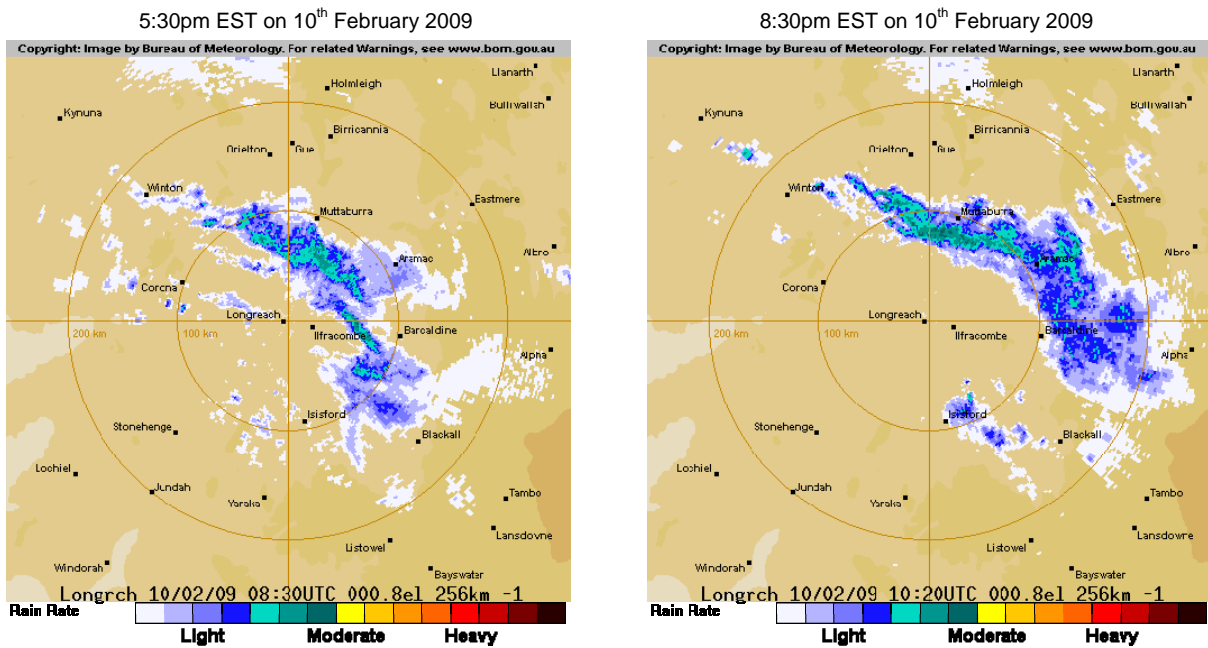 5:30pm EST on 10th February 2009
Copyright: Image by Bureau of Meteorology. For related Warnings, see www.bom.gou.au
Llanarth
Holmleigh
Bulliwallah
Kynuna
Birricannia
Orielton
Gue
Winton
Eastmere
Muttaburra
Albro
Aramac
Corona
Longreach
Ilfracombe
Barcaldine
200 km
100 km
Alpha
Isisford
Stonehenge
Blackall
Lochiel
Jundah
Yaraka
Tambo
Lansdowne
Listowel
Windorah
Bayswater
Longrch 10/02/09 08:30UTC 000.8el 256km -1
Rain Rate
Light Moderate Heavy
8:30pm EST on 10th February 2009
Copyright: Image by Bureau of Meteorology. For related Warnings, see www.bom.gou.au
Llanarth
Holmleigh
Bulliwallah
Kynuna
Birricannia
Orielton
Gue
Winton
Eastmere
Muttaburra
Albro
Aramac
Corona
Longreach
Ilfracombe
Barcaldine
200 km
100 km
Alpha
Isisford
Stonehenge
Blackall
Lochiel
Jundah
Yaraka
Tambo
Lansdowne
Listowel
Windorah
Bayswater
Longrch 10/02/09 10:20UTC 000.8el 256km -1
Rain Rate
Light Moderate Heavy